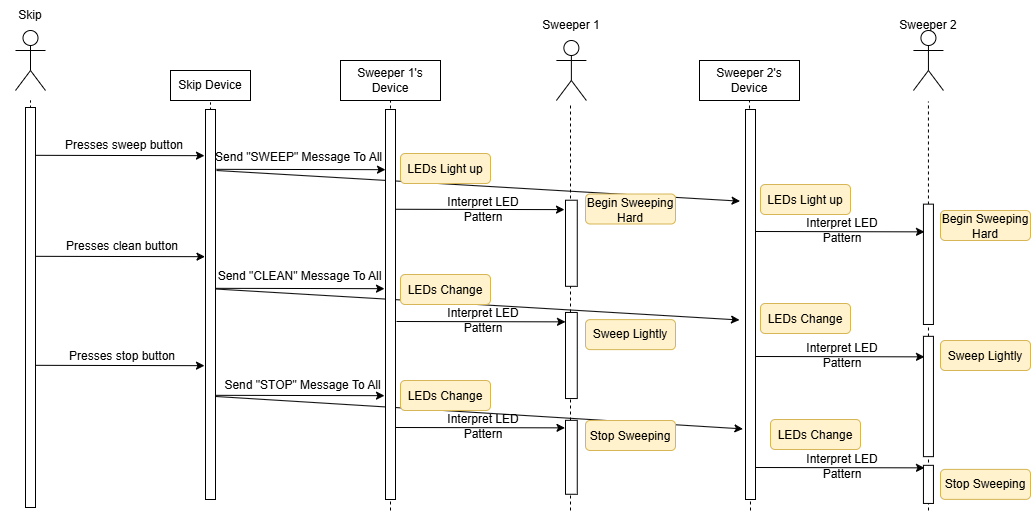 Skip
Sweeper 1
Sweeper 2
Skip Device
Sweeper 1's
Device
Sweeper 2's
Device
Presses sweep button
Send "SWEEP" Message To All
LEDs Light up
Interpret LED
Pattern
Begin Sweeping
Hard
LEDs Light up
Interpret LED
Pattern
Begin Sweeping
Hard
Presses clean button
Send "CLEAN" Message To All
LEDs Change
Interpret LED
Pattern
Sweep Lightly
LEDs Change
Interpret LED
Pattern
Sweep Lightly
Presses stop button
Send "STOP" Message To All
LEDs Change
Interpret LED
Pattern
Stop Sweeping
LEDs Change
Interpret LED
Pattern
Stop Sweeping